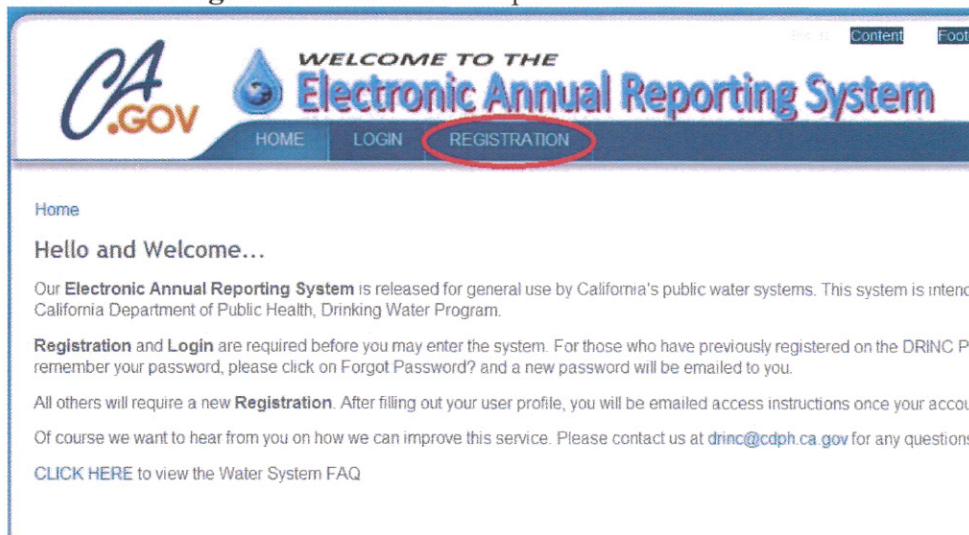 Content Foot
CA.GOV
WELCOME TO THE
Electronic Annual Reporting System
HOME LOGIN REGISTRATION
Home
Hello and Welcome...
Our Electronic Annual Reporting System is released for general use by California's public water systems. This system is intend
California Department of Public Health, Drinking Water Program.
Registration and Login are required before you may enter the system. For those who have previously registered on the DRINC P
remember your password, please click on Forgot Password? and a new password will be emailed to you.
All others will require a new Registration. After filling out your user profile, you will be emailed access instructions once your accou
Of course we want to hear from you on how we can improve this service. Please contact us at drinc@cdph.ca.gov for any questions
CLICK HERE to view the Water System FAQ